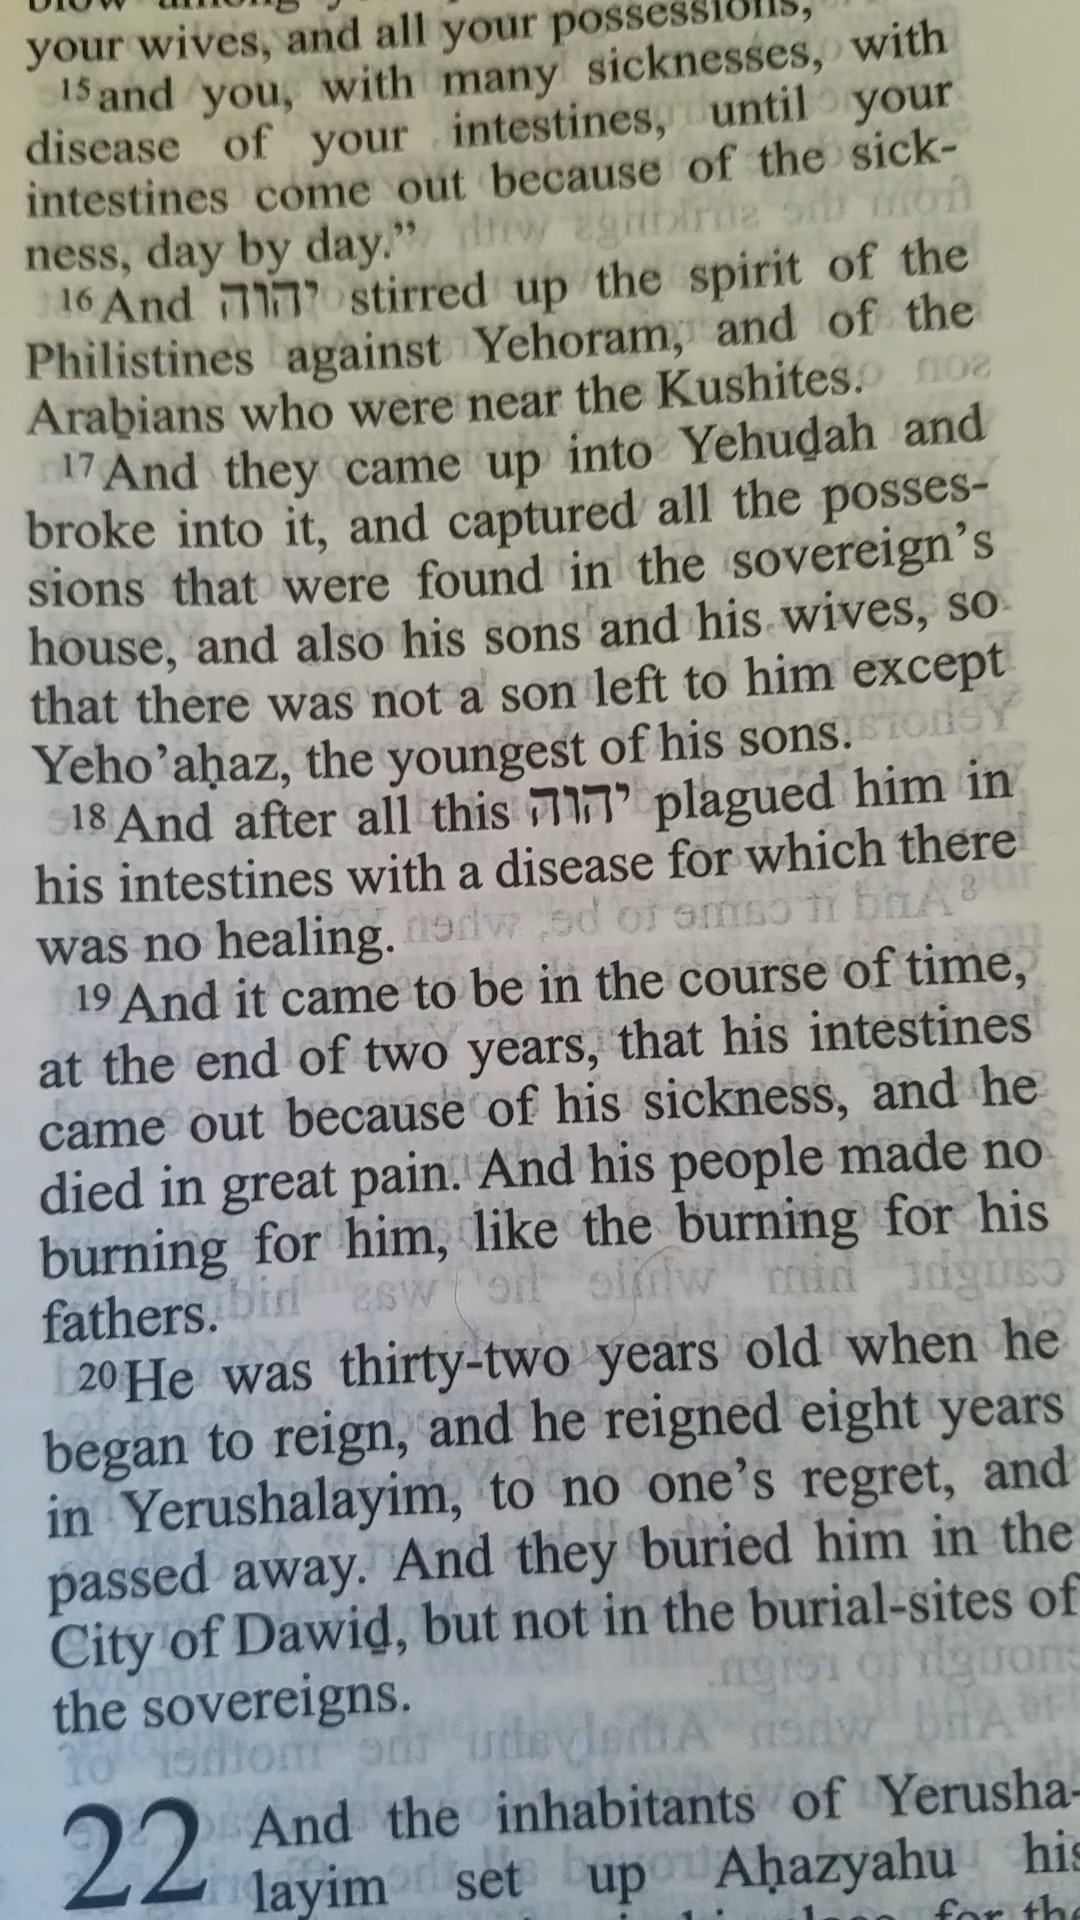 your wives, and all your possessions,
15 and you, with many sicknesses, with
disease of your intestines, until your
intestines come out because of the sick-
ness, day by day.”
16 And יהוה stirred up the spirit of the
Philistines against Yehoram, and of the
Araḇians who were near the Kushites.
17 And they came up into Yehuḏah and
broke into it, and captured all the posses-
sions that were found in the sovereign’s
house, and also his sons and his wives, so
that there was not a son left to him except
Yeho’aḥaz, the youngest of his sons.
18 And after all this יהוה plagued him in
his intestines with a disease for which there
was no healing.
19 And it came to be in the course of time,
at the end of two years, that his intestines
came out because of his sickness, and he
died in great pain. And his people made no
burning for him, like the burning for his
fathers.
20 He was thirty-two years old when he
began to reign, and he reigned eight years
in Yerushalayim, to no one’s regret, and
passed away. And they buried him in the
City of Dawiḏ, but not in the burial-sites of
the sovereigns.
22 And the inhabitants of Yerusha-
layim set up Aḥazyahu his
for the